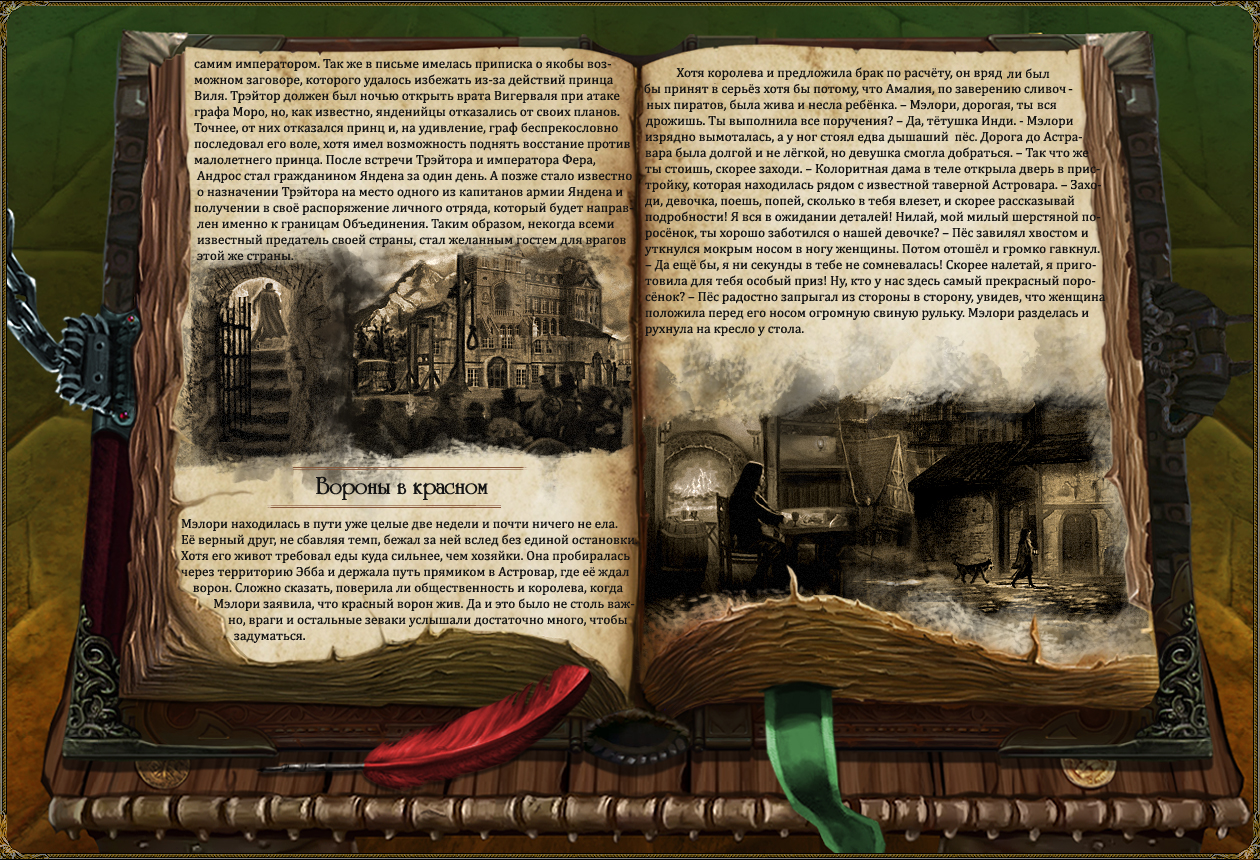 самим императором. Так же в письме имелась приписка о якобы воз-
можном заговоре, которого удалось избежать из-за действий принца
Виля. Трэйтор должен был ночью открыть врата Вигерваля при атаке
графа Моро, но, как известно, янденийцы отказались от своих планов.
Точнее, от них отказался принц и, на удивление, граф беспрекословно
последовал его воле, хотя имел возможность поднять восстание против
малолетнего принца. После встречи Трэйтора и императора Фера,
Андрос стал гражданином Яндена за один день. А позже стало известно
о назначении Трэйтора на место одного из капитанов армии Яндена и
получении в своё распоряжение личного отряда, который будет направ-
лен именно к границам Объединения. Таким образом, некогда всеми
известный предатель своей страны, стал желанным гостем для врагов
этой же страны.
Вороны в красном
Мэлори находилась в пути уже целые две недели и почти ничего не ела.
Её верный друг, не сбавляя темп, бежал за ней вслед без единой остановки.
Хотя его живот требовал еды куда сильнее, чем хозяйки. Она пробиралась
через территорию Эбба и держала путь прямиком в Астровар, где её ждал
ворон. Сложно сказать, поверила ли общественность и королева, когда
Мэлори заявила, что красный ворон жив. Да и это было не столь важ-
но, враги и остальные зеваки услышали достаточно много, чтобы
задуматься.
Хотя королева и предложила брак по расчёту, он вряд ли был
бы принят в серьёз хотя бы потому, что Амалия, по заверению сливоч-
ных пиратов, была жива и несла ребёнка. – Мэлори, дорогая, ты вся
дрожишь. Ты выполнила все поручения? – Да, тётушка Инди. - Мэлори
изрядно вымоталась, а у ног стоял едва дышаший пёс. Дорога до Астра-
вара была долгой и не лёгкой, но девушка смогла добраться. – Так что же
ты стоишь, скорее заходи. – Колоритная дама в теле открыла дверь в прис-
тройку, которая находилась рядом с известной таверной Астровара. – Захо-
ди, девочка, поешь, попей, сколько в тебя влезет, и скорее рассказывай
подробности! Я вся в ожидании деталей! Нилай, мой милый шерстяной по-
росёнок, ты хорошо заботился о нашей девочке? – Пёс завилял хвостом и
уткнулся мокрым носом в ногу женщины. Потом отошёл и громко гавкнул.
– Да ещё бы, я ни секунды в тебе не сомневалась! Скорее налетай, я приго-
товила для тебя особый приз! Ну, кто у нас здесь самый прекрасный поро-
сёнок? – Пёс радостно запрыгал из стороны в сторону, увидев, что женщина
положила перед его носом огромную свиную рульку. Мэлори разделась и
рухнула на кресло у стола.